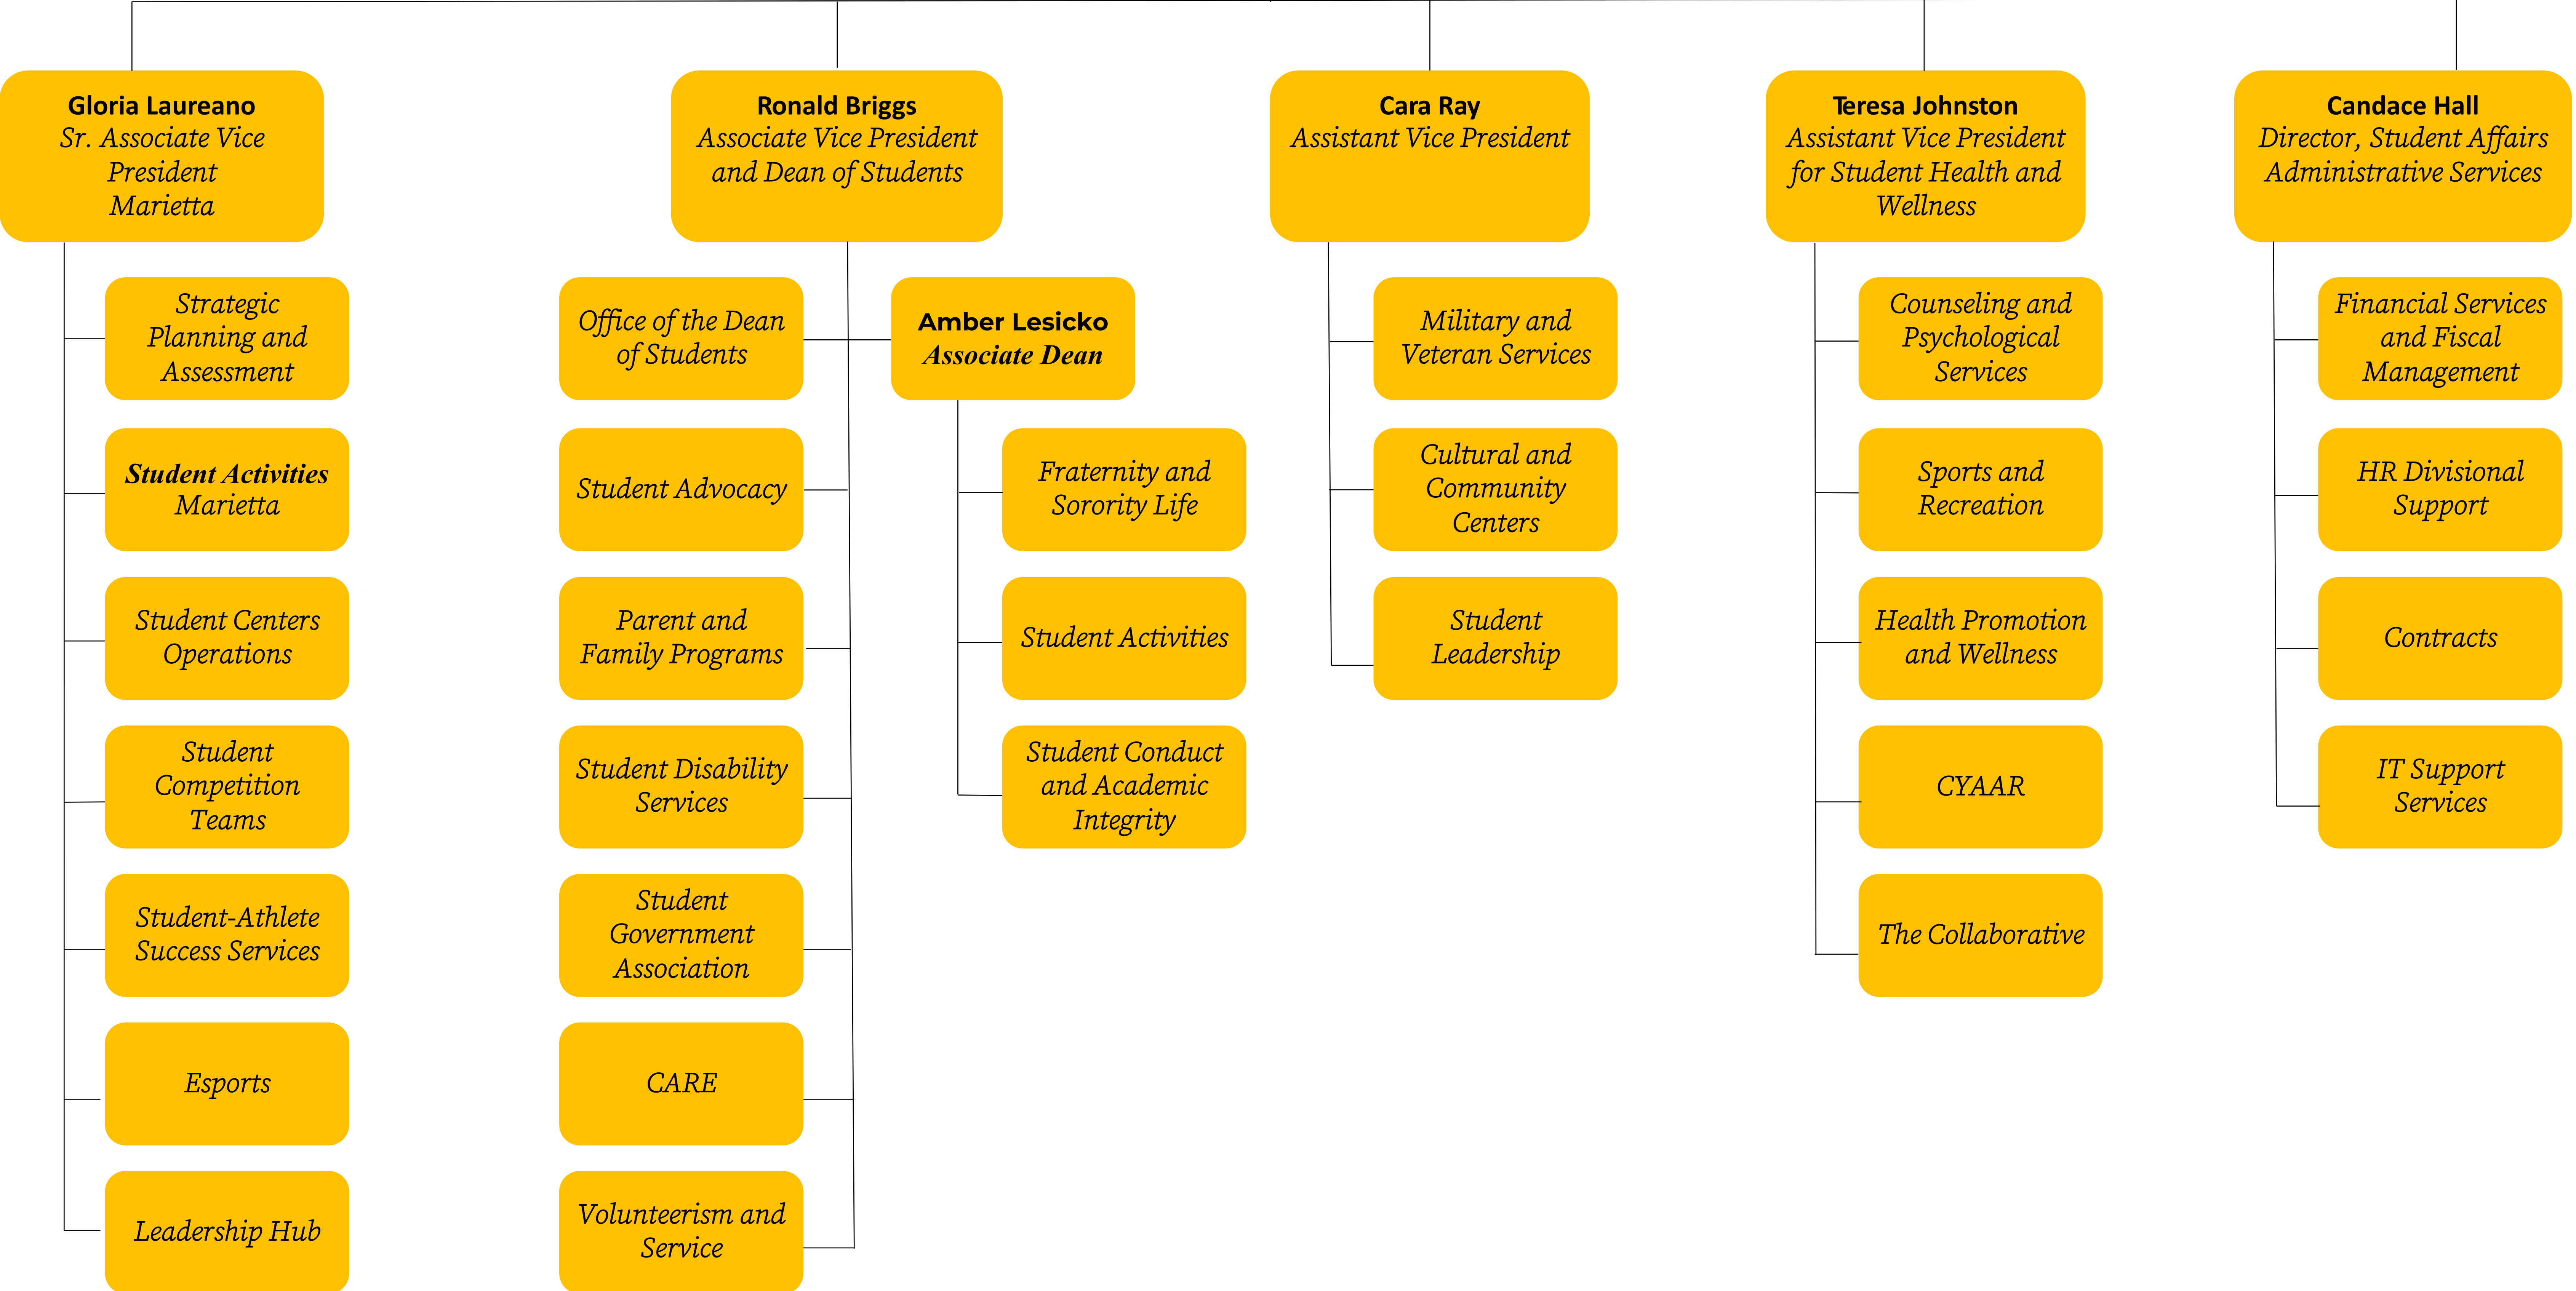 Gloria Laureano
Sr. Associate Vice
President
Marietta
Strategic
Planning and
Assessment
Student Activities
Marietta
Student Centers
Operations
Student
Competition
Teams
Student-Athlete
Success Services
Esports
Leadership Hub
Ronald Briggs
Associate Vice President
and Dean of Students
Office of the Dean
of Students
Student Advocacy
Parent and
Family Programs
Student Disability
Services
Student
Government
Association
CARE
Volunteerism and
Service
Amber Lesicko
Associate Dean
Fraternity and
Sorority Life
Student Activities
Student Conduct
and Academic
Integrity
Cara Ray
Assistant Vice President
Military and
Veteran Services
Cultural and
Community
Centers
Student
Leadership
Teresa Johnston
Assistant Vice President
for Student Health and
Wellness
Counseling and
Psychological
Services
Sports and
Recreation
Health Promotion
and Wellness
CYAAR
The Collaborative
Candace Hall
Director, Student Affairs
Administrative Services
Financial Services
and Fiscal
Management
HR Divisional
Support
Contracts
IT Support
Services